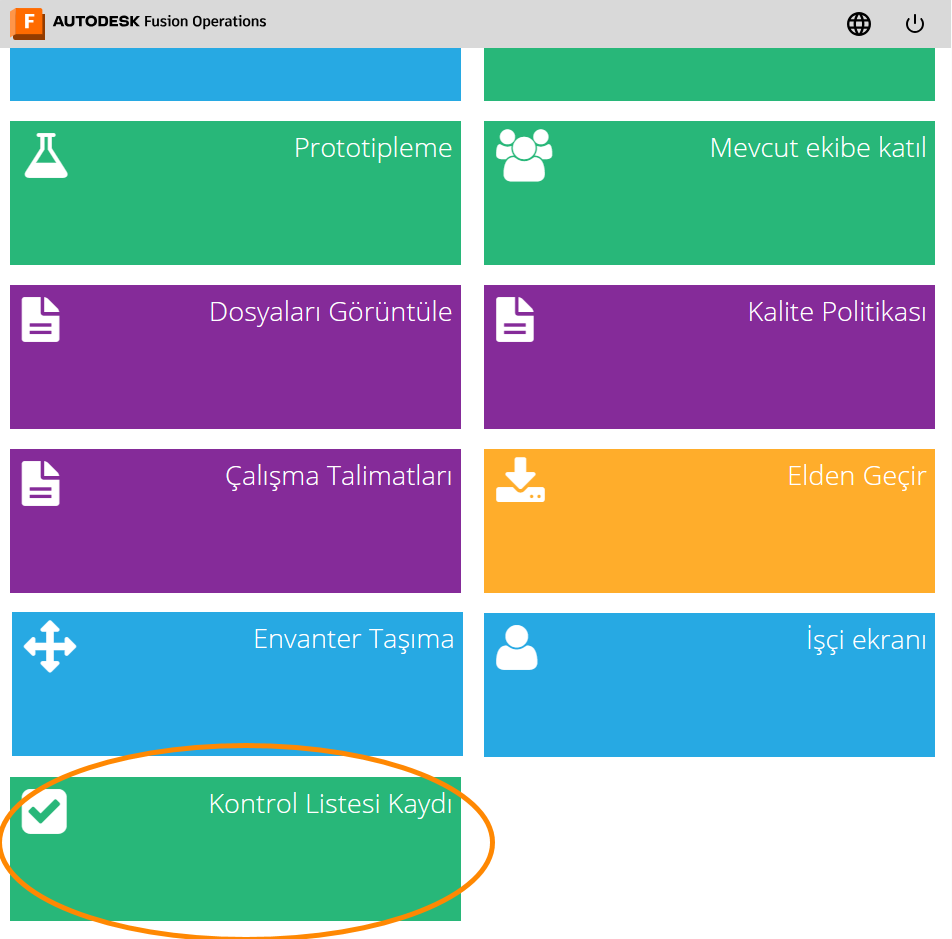 F AUTODESK Fusion Operations
Prototipleme
Mevcut ekibe katıl
Dosyaları Görüntüle
Kalite Politikası
Çalışma Talimatları
Elden Geçir
Envanter Taşıma
İşçi ekranı
Kontrol Listesi Kaydı